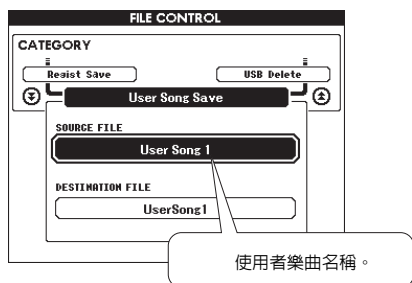 FILE CONTROL
CATEGORY
Regist Save
USB Delete
User Song Save
SOURCE FILE
User Song 1
DESTINATION FILE
UserSong1
使用者樂曲名稱。